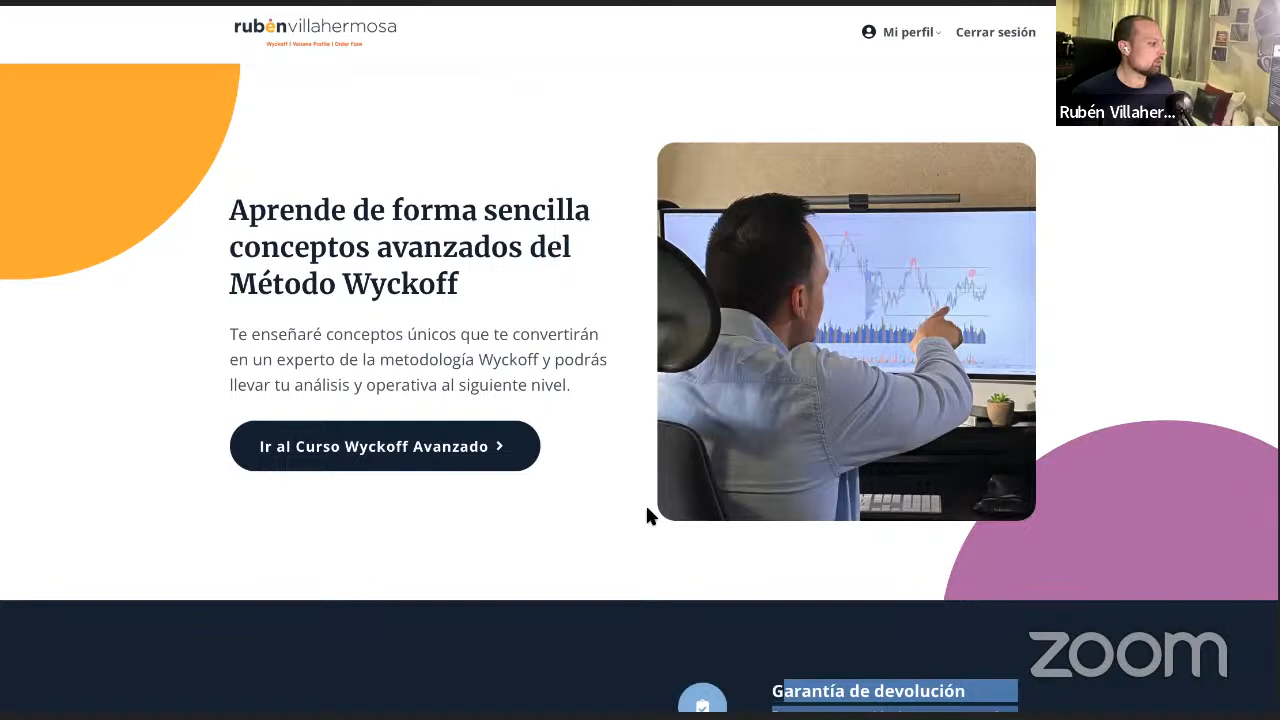 rubènvillahermosa
Wyckoff | Volume Profile | Order Flow
Mi perfil
Cerrar sesión
Rubén Villaher...
Aprende de forma sencilla
conceptos avanzados del
Método Wyckoff
Te enseñaré conceptos únicos que te convertirán
en un experto de la metodología Wyckoff y podrás
llevar tu análisis y operativa al siguiente nivel.
Ir al Curso Wyckoff Avanzado
zoom
Garantía de devolución